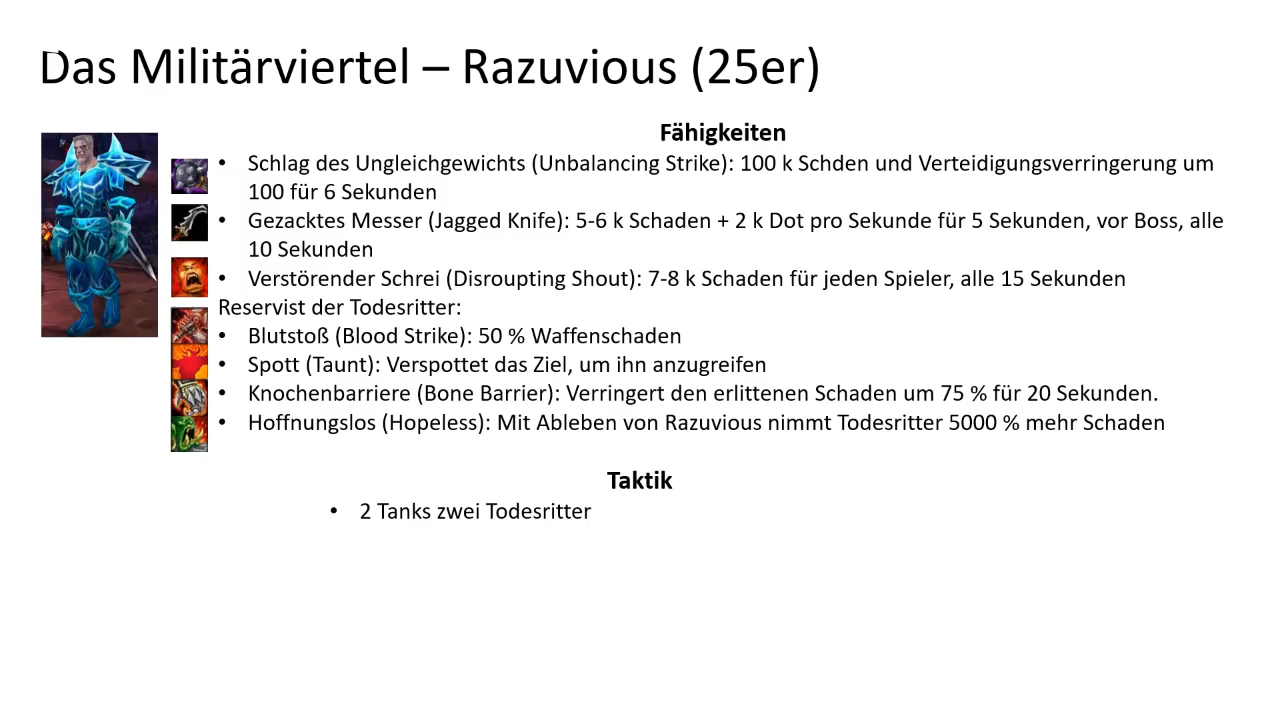 Das Militärviertel – Razuvious (25er)
Fähigkeiten
• Schlag des Ungleichgewichts (Unbalancing Strike): 100 k Schden und Verteidigungsverringerung um
100 für 6 Sekunden
• Gezacktes Messer (Jagged Knife): 5-6 k Schaden + 2 k Dot pro Sekunde für 5 Sekunden, vor Boss, alle
10 Sekunden
• Verstörender Schrei (Disroupting Shout): 7-8 k Schaden für jeden Spieler, alle 15 Sekunden
Reservist der Todesritter:
• Blutstoß (Blood Strike): 50 % Waffenschaden
• Spott (Taunt): Verspottet das Ziel, um ihn anzugreifen
• Knochenbarriere (Bone Barrier): Verringert den erlittenen Schaden um 75 % für 20 Sekunden.
• Hoffnungslos (Hopeless): Mit Ableben von Razuvious nimmt Todesritter 5000 % mehr Schaden
Taktik
• 2 Tanks zwei Todesritter